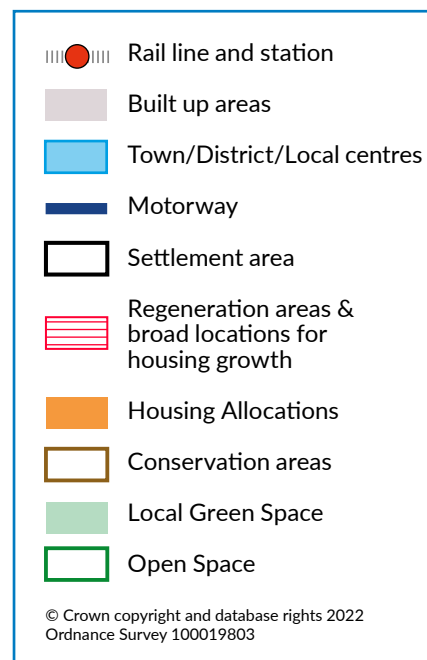 Rail line and station
Built up areas
Town/District/Local centres
Motorway
Settlement area
Regeneration areas &
broad locations for
housing growth
Housing Allocations
Conservation areas
Local Green Space
Open Space
© Crown copyright and database rights 2022
Ordnance Survey 100019803